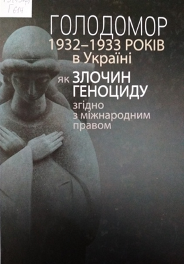 ГОЛОДОМОР
1932–1933 РОКІВ
в Україні
як ЗЛОЧИН
ГЕНОЦИДУ
згідно
з міжнародним
правом